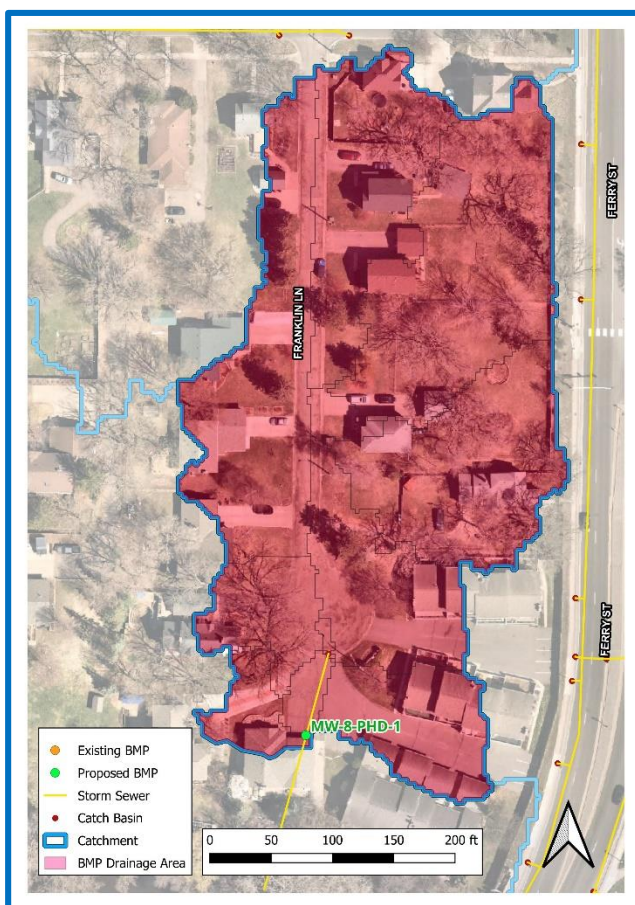 FERRY ST
FRANKLIN LN
FERRY ST
MW-8-PHD-1
Existing BMP
Proposed BMP
Storm Sewer
Catch Basin
Catchment
BMP Drainage Area
0 50 100 150 200 ft